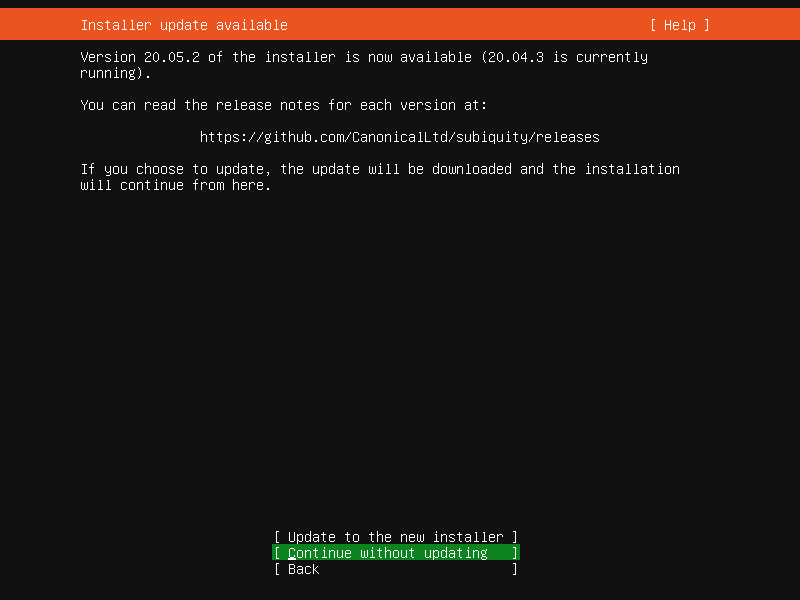 Installer update available [ Help ]
Version 20.05.2 of the installer is now available (20.04.3 is currently
running).
You can read the release notes for each version at:
https://github.com/CanonicalLtd/subiquity/releases
If you choose to update, the update will be downloaded and the installation
will continue from here.
[ Update to the new installer ]
[ Continue without updating ]
[ Back ]